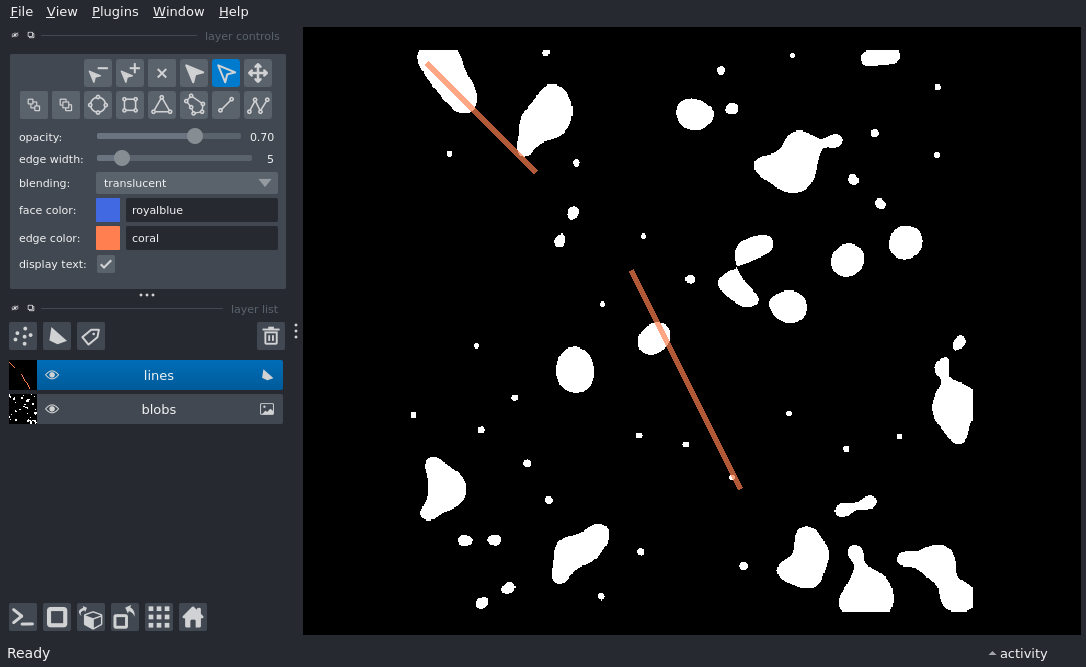 File View Plugins Window Help
layer controls
opacity: 0.70
edge width: 5
blending: translucent
face color: royalblue
edge color: coral
display text:
layer list
lines
blobs
Ready
activity